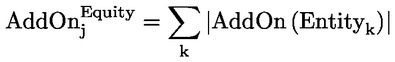 AddOn_j^Equity = ∑_k |AddOn (Entity_k)|